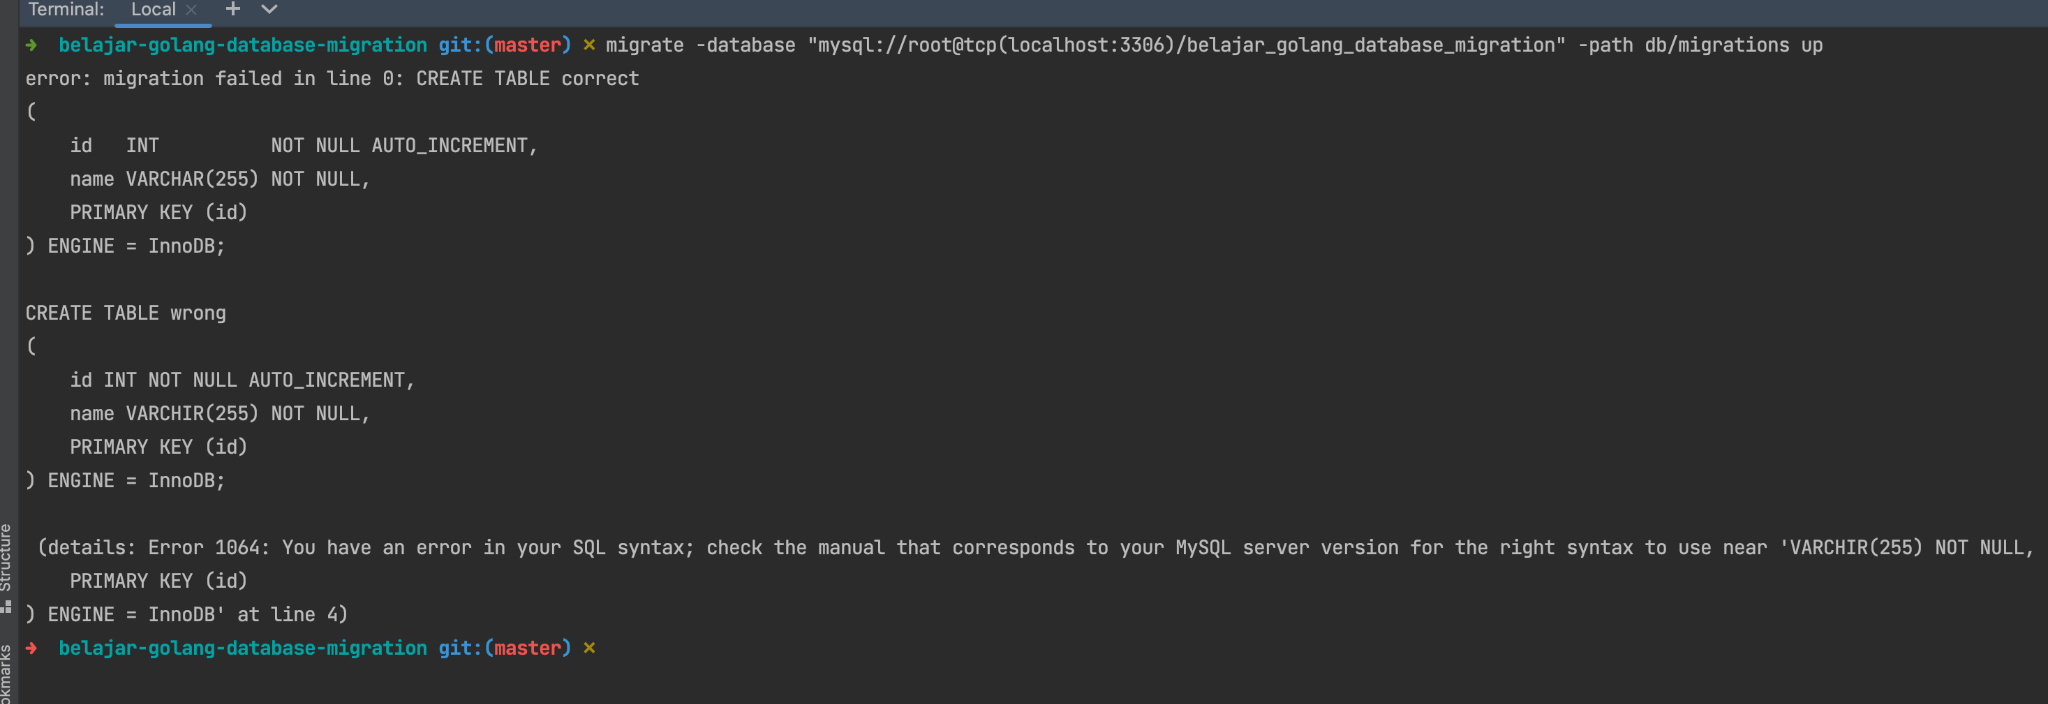 Terminal: Local × +
➜ belajar-golang-database-migration git:(master) ✗ migrate -database "mysql://root@tcp(localhost:3306)/belajar_golang_database_migration" -path db/migrations up
error: migration failed in line 0: CREATE TABLE correct
(
    id   INT          NOT NULL AUTO_INCREMENT,
    name VARCHAR(255) NOT NULL,
    PRIMARY KEY (id)
) ENGINE = InnoDB;
CREATE TABLE wrong
(
    id INT NOT NULL AUTO_INCREMENT,
    name VARCHIR(255) NOT NULL,
    PRIMARY KEY (id)
) ENGINE = InnoDB;
 (details: Error 1064: You have an error in your SQL syntax; check the manual that corresponds to your MySQL server version for the right syntax to use near 'VARCHIR(255) NOT NULL,
    PRIMARY KEY (id)
) ENGINE = InnoDB' at line 4)
➜ belajar-golang-database-migration git:(master) ✗
Structure